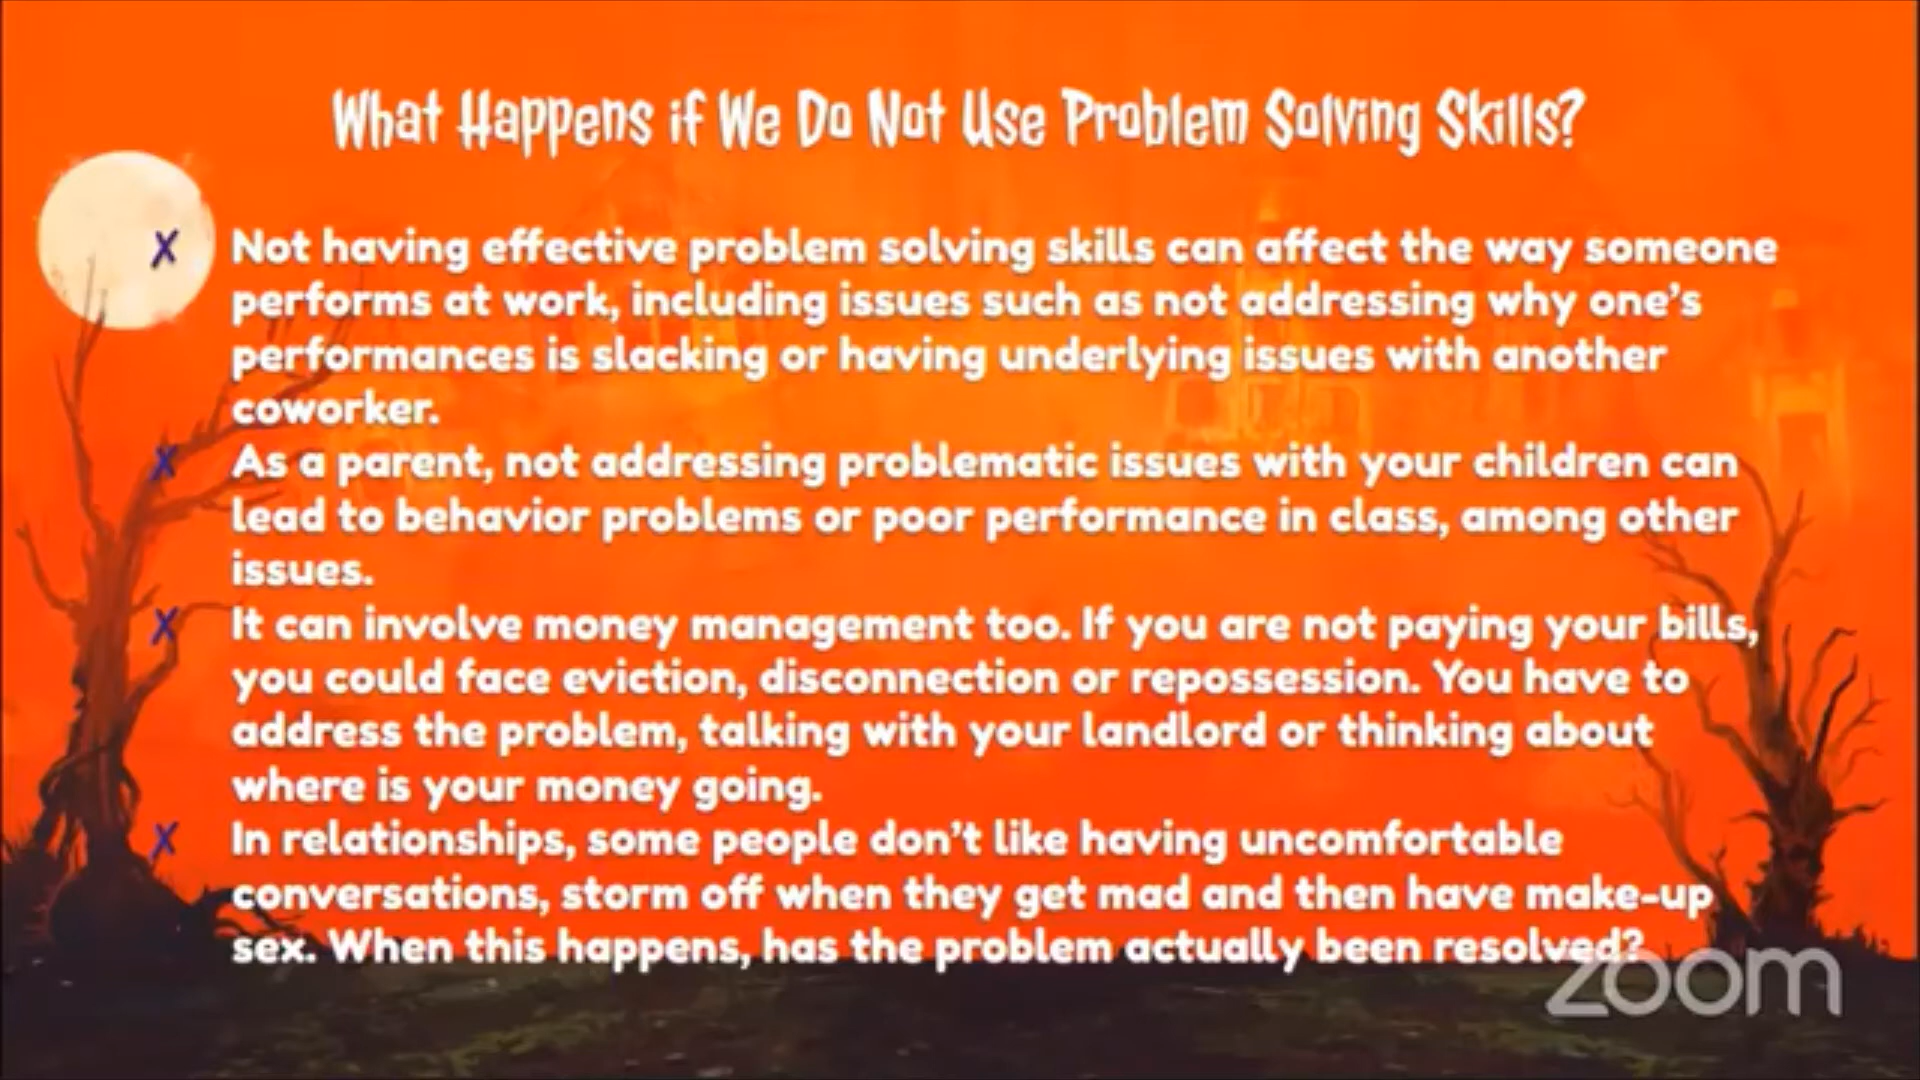 What Happens if We Do Not Use Problem Solving Skills?
X Not having effective problem solving skills can affect the way someone
performs at work, including issues such as not addressing why one's
performances is slacking or having underlying issues with another
coworker.
X As a parent, not addressing problematic issues with your children can
lead to behavior problems or poor performance in class, among other
issues.
X It can involve money management too. If you are not paying your bills,
you could face eviction, disconnection or repossession. You have to
address the problem, talking with your landlord or thinking about
where is your money going.
X In relationships, some people don't like having uncomfortable
conversations, storm off when they get mad and then have make-up
sex. When this happens, has the problem actually been resolved?
zoom